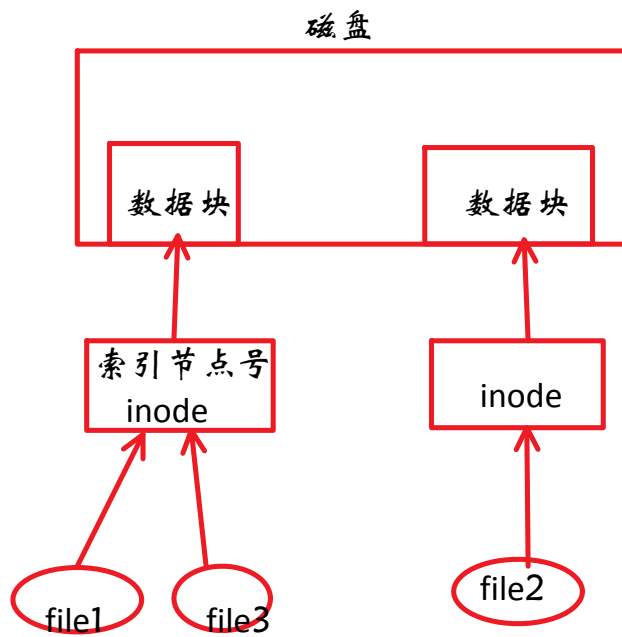 磁盘
数据块
数据块
索引节点号
inode
inode
file1
file3
file2